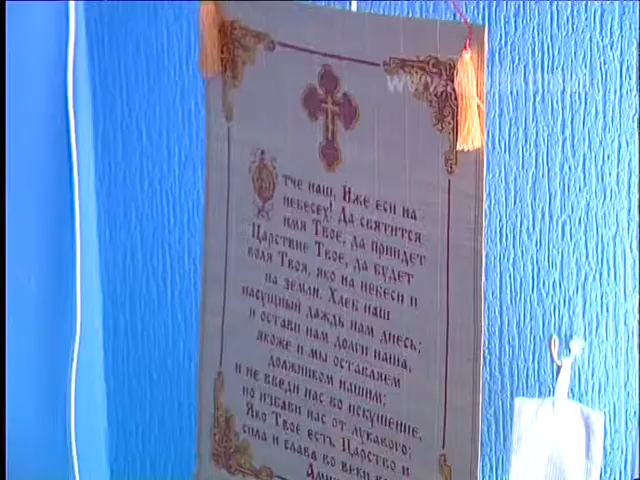 Отче наш, Иже еси на
небесех! Да святится
имя Твое, да приидет
Царствие Твое, да будет
воля Твоя, яко на небеси и
на земли. Хлеб наш
насущный даждь нам днесь;
и остави нам долги наша,
якоже и мы оставляем
должником нашим;
и не введи нас во искушение,
но избави нас от лукавого;
Яко Твое есть Царство и
сила и слава во веки